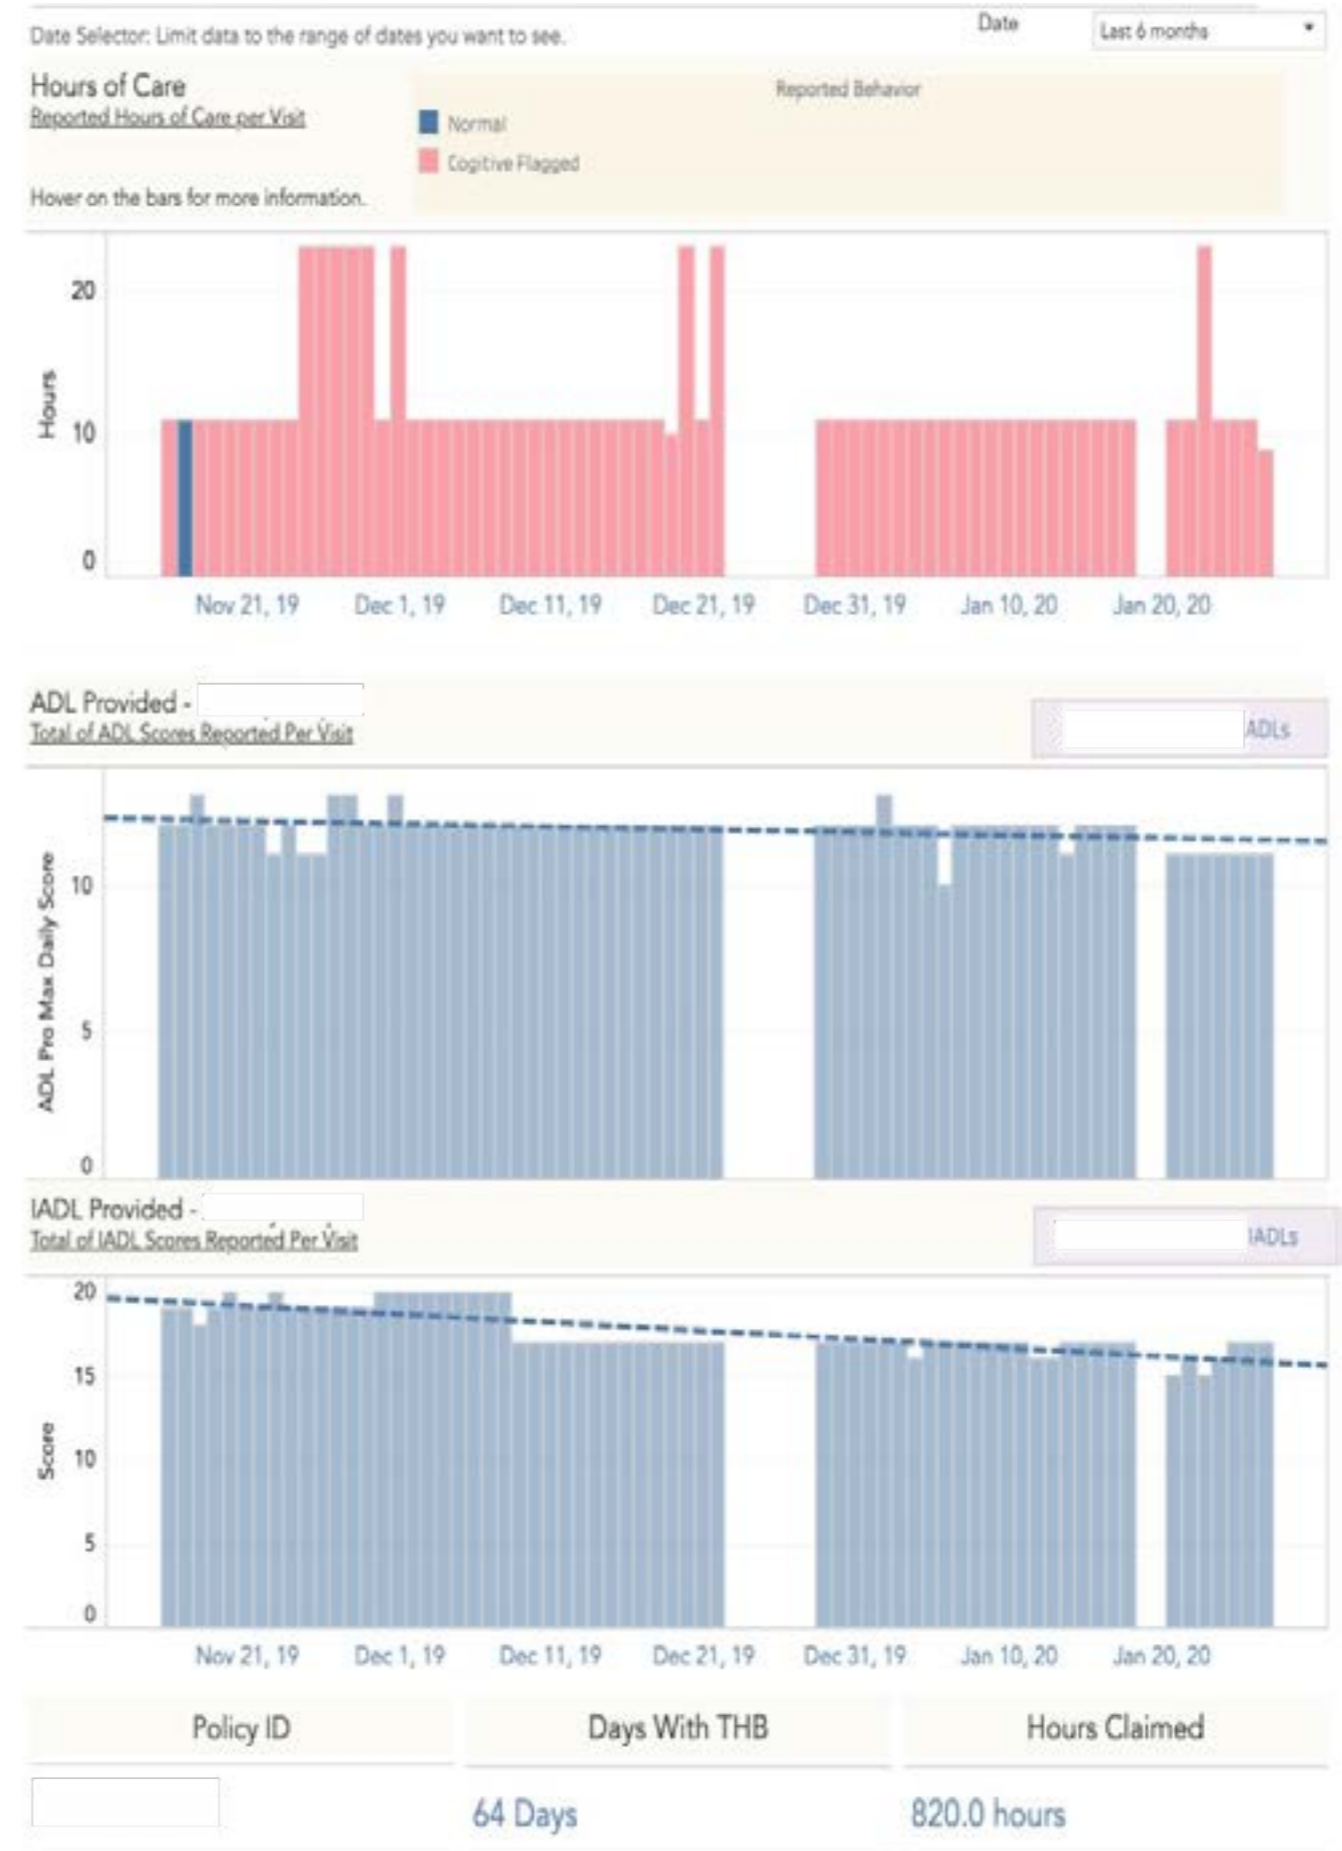 Date Selector: Limit data to the range of dates you want to see.
Date
Last 6 months
Hours of Care
Reported Hours of Care per Visit
Hover on the bars for more information.
Reported Behavior
Normal
Cogitive Flagged
Hours
20
10
0
Nov 21, 19 Dec 1, 19 Dec 11, 19 Dec 21, 19 Dec 31, 19 Jan 10, 20 Jan 20, 20
ADL Provided -
Total of ADL Scores Reported Per Visit
ADLs
ADL Pro Max Daily Score
10
5
0
IADL Provided -
Total of IADL Scores Reported Per Visit
IADLs
Score
20
15
10
5
0
Nov 21, 19 Dec 1, 19 Dec 11, 19 Dec 21, 19 Dec 31, 19 Jan 10, 20 Jan 20, 20
Policy ID Days With THB Hours Claimed
64 Days 820.0 hours